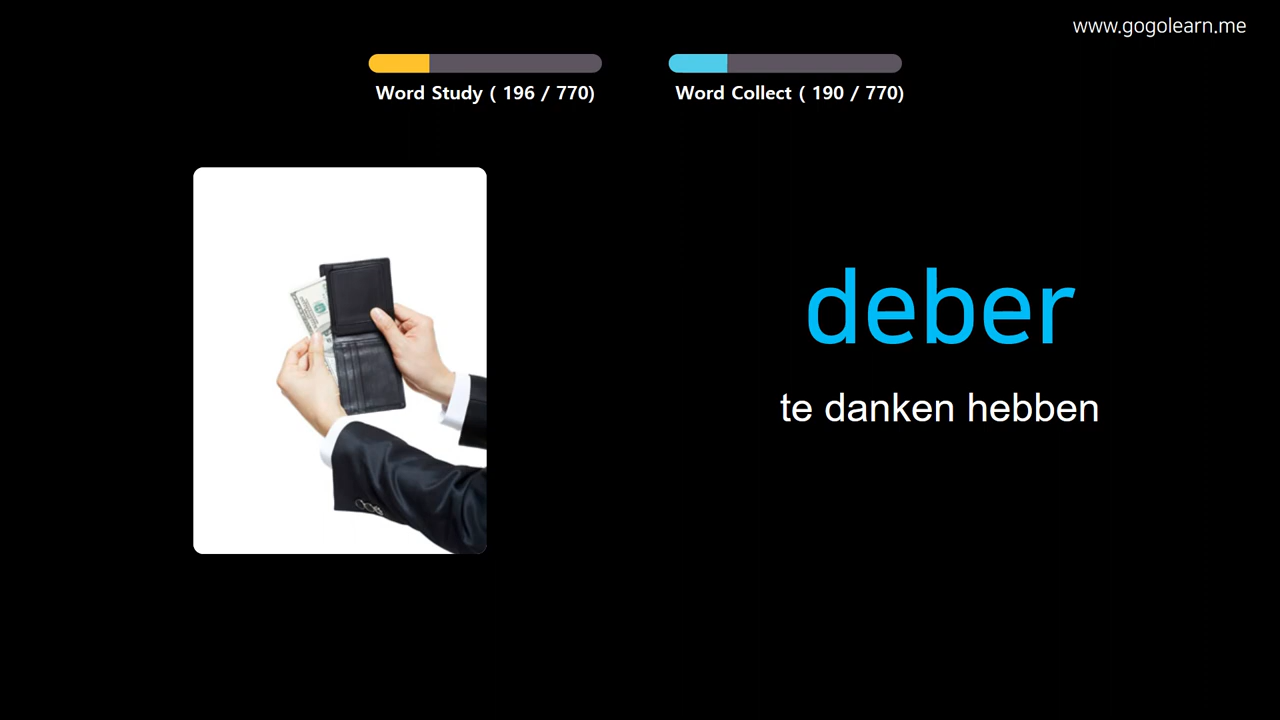 www.gogolearn.me
Word Study ( 196 / 770)
Word Collect ( 190 / 770)
deber
te danken hebben